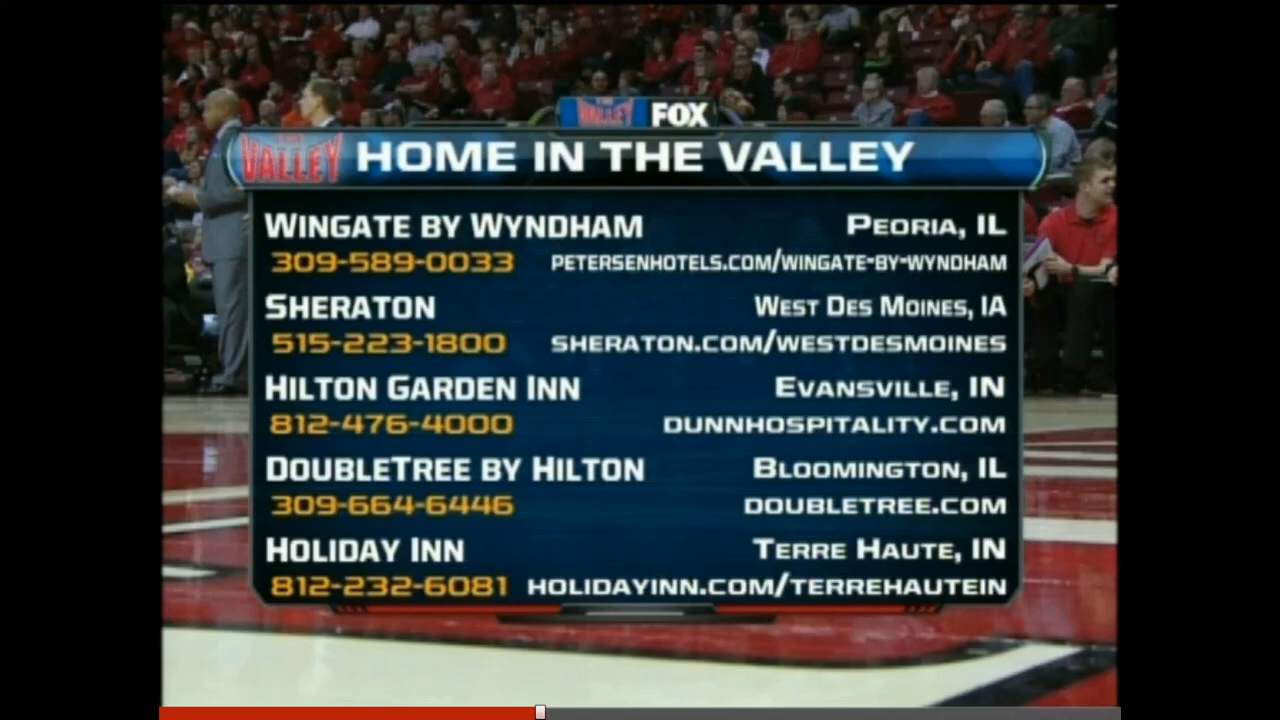 THE VALLEY FOX
THE VALLEY HOME IN THE VALLEY
WINGATE BY WYNDHAM PEORIA, IL
309-589-0033 PETERSENHOTELS.COM/WINGATE-BY-WYNDHAM
SHERATON WEST DES MOINES, IA
515-223-1800 SHERATON.COM/WESTDESMOINES
HILTON GARDEN INN EVANSVILLE, IN
812-476-4000 DUNNHOSPITALITY.COM
DOUBLETREE BY HILTON BLOOMINGTON, IL
309-664-6446 DOUBLETREE.COM
HOLIDAY INN TERRE HAUTE, IN
812-232-6081 HOLIDAYINN.COM/TERREHAUTEIN